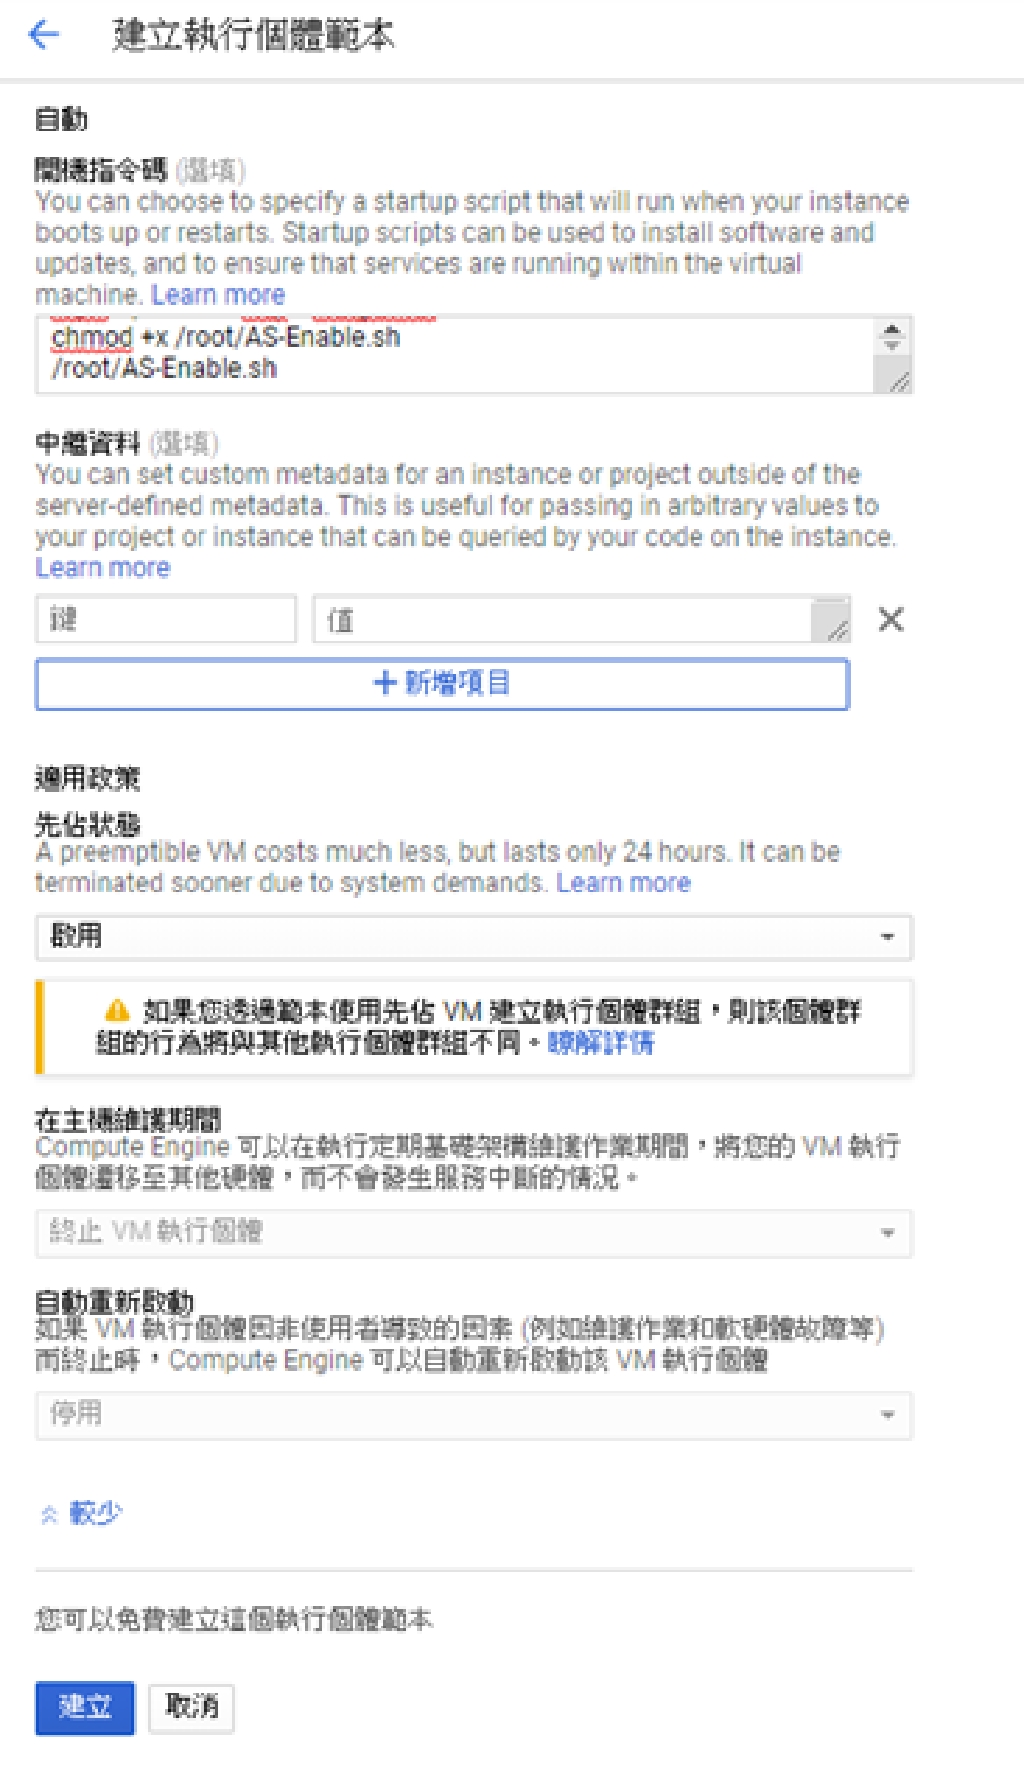 建立執行個體範本
自動
開機指令碼 (選填)
You can choose to specify a startup script that will run when your instance
boots up or restarts. Startup scripts can be used to install software and
updates, and to ensure that services are running within the virtual
machine. Learn more
chmod +x /root/AS-Enable.sh
/root/AS-Enable.sh
中繼資料 (選填)
You can set custom metadata for an instance or project outside of the
server-defined metadata. This is useful for passing in arbitrary values to
your project or instance that can be queried by your code on the instance.
Learn more
鍵 值
新增項目
適用政策
先佔狀態
A preemptible VM costs much less, but lasts only 24 hours. It can be
terminated sooner due to system demands. Learn more
啟用
如果您透過範本使用先佔 VM 建立執行個體群組，則該個體群
組的行為將與其他執行個體群組不同。瞭解詳情
在主機維護期間
Compute Engine 可以在執行定期基礎架構維護作業期間，將您的 VM 執行
個體遷移至其他硬體，而不會發生服務中斷的情況。
終止 VM 執行個體
自動重新啟動
如果 VM 執行個體因非使用者導致的因素 (例如維護作業和軟硬體故障等)
而終止時，Compute Engine 可以自動重新啟動該 VM 執行個體
停用
較少
您可以免費建立這個執行個體範本
建立 取消